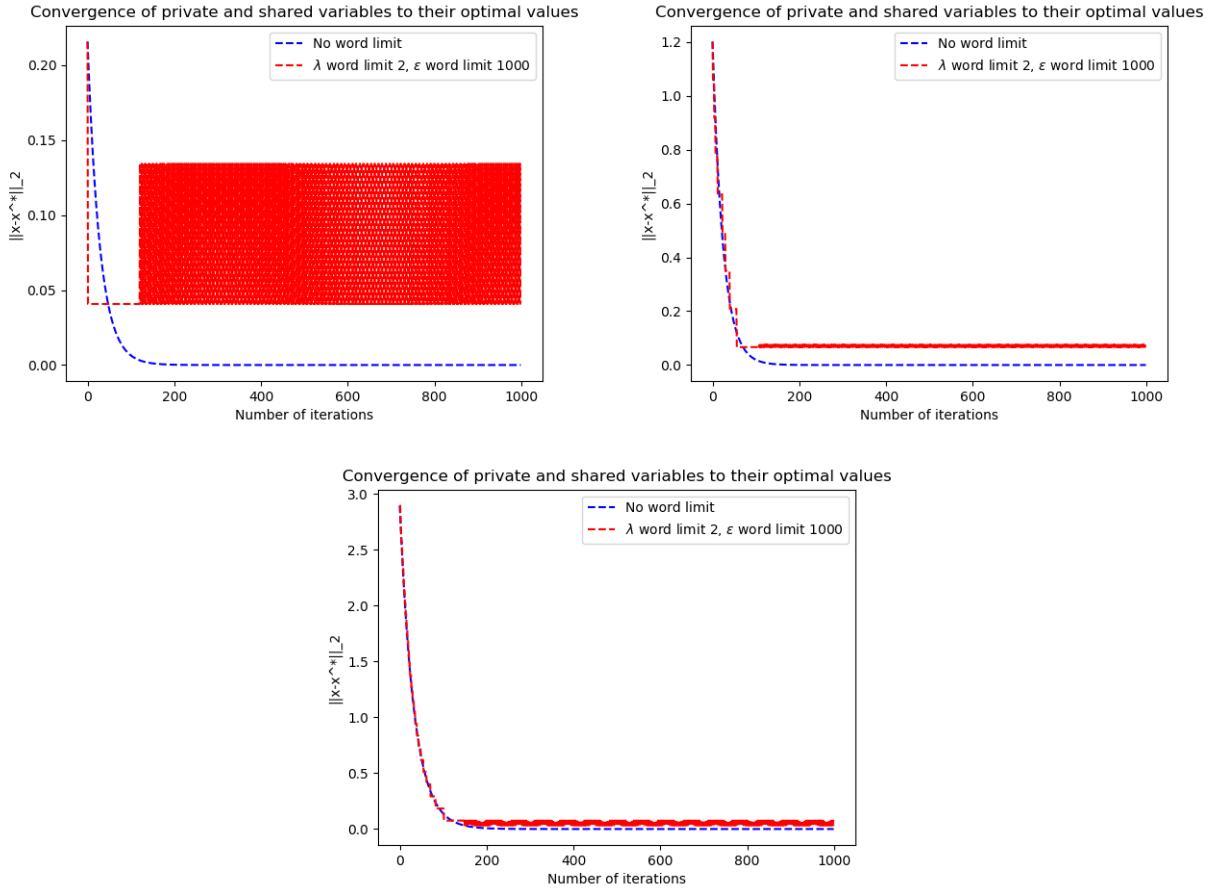 Convergence of private and shared variables to their optimal values
No word limit
λ word limit 2, ε word limit 1000
0.20
0.15
0.10
0.05
0.00
||x-x^*||_2
0 200 400 600 800 1000
Number of iterations
Convergence of private and shared variables to their optimal values
No word limit
λ word limit 2, ε word limit 1000
1.2
1.0
0.8
0.6
0.4
0.2
0.0
||x-x^*||_2
0 200 400 600 800 1000
Number of iterations
Convergence of private and shared variables to their optimal values
No word limit
λ word limit 2, ε word limit 1000
3.0
2.5
2.0
1.5
1.0
0.5
0.0
||x-x^*||_2
0 200 400 600 800 1000
Number of iterations